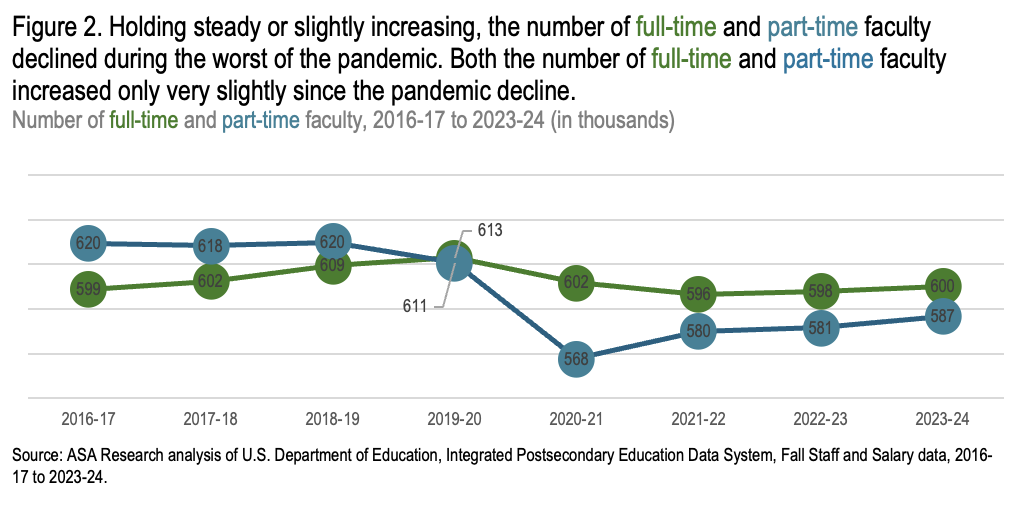 Figure 2. Holding steady or slightly increasing, the number of full-time and part-time faculty
declined during the worst of the pandemic. Both the number of full-time and part-time faculty
increased only very slightly since the pandemic decline.
Number of full-time and part-time faculty, 2016-17 to 2023-24 (in thousands)
613
620 618 620
599 602 609
611
602 596 598 600
568 580 581 587
2016-17 2017-18 2018-19 2019-20 2020-21 2021-22 2022-23 2023-24
Source: ASA Research analysis of U.S. Department of Education, Integrated Postsecondary Education Data System, Fall Staff and Salary data, 2016-
17 to 2023-24.